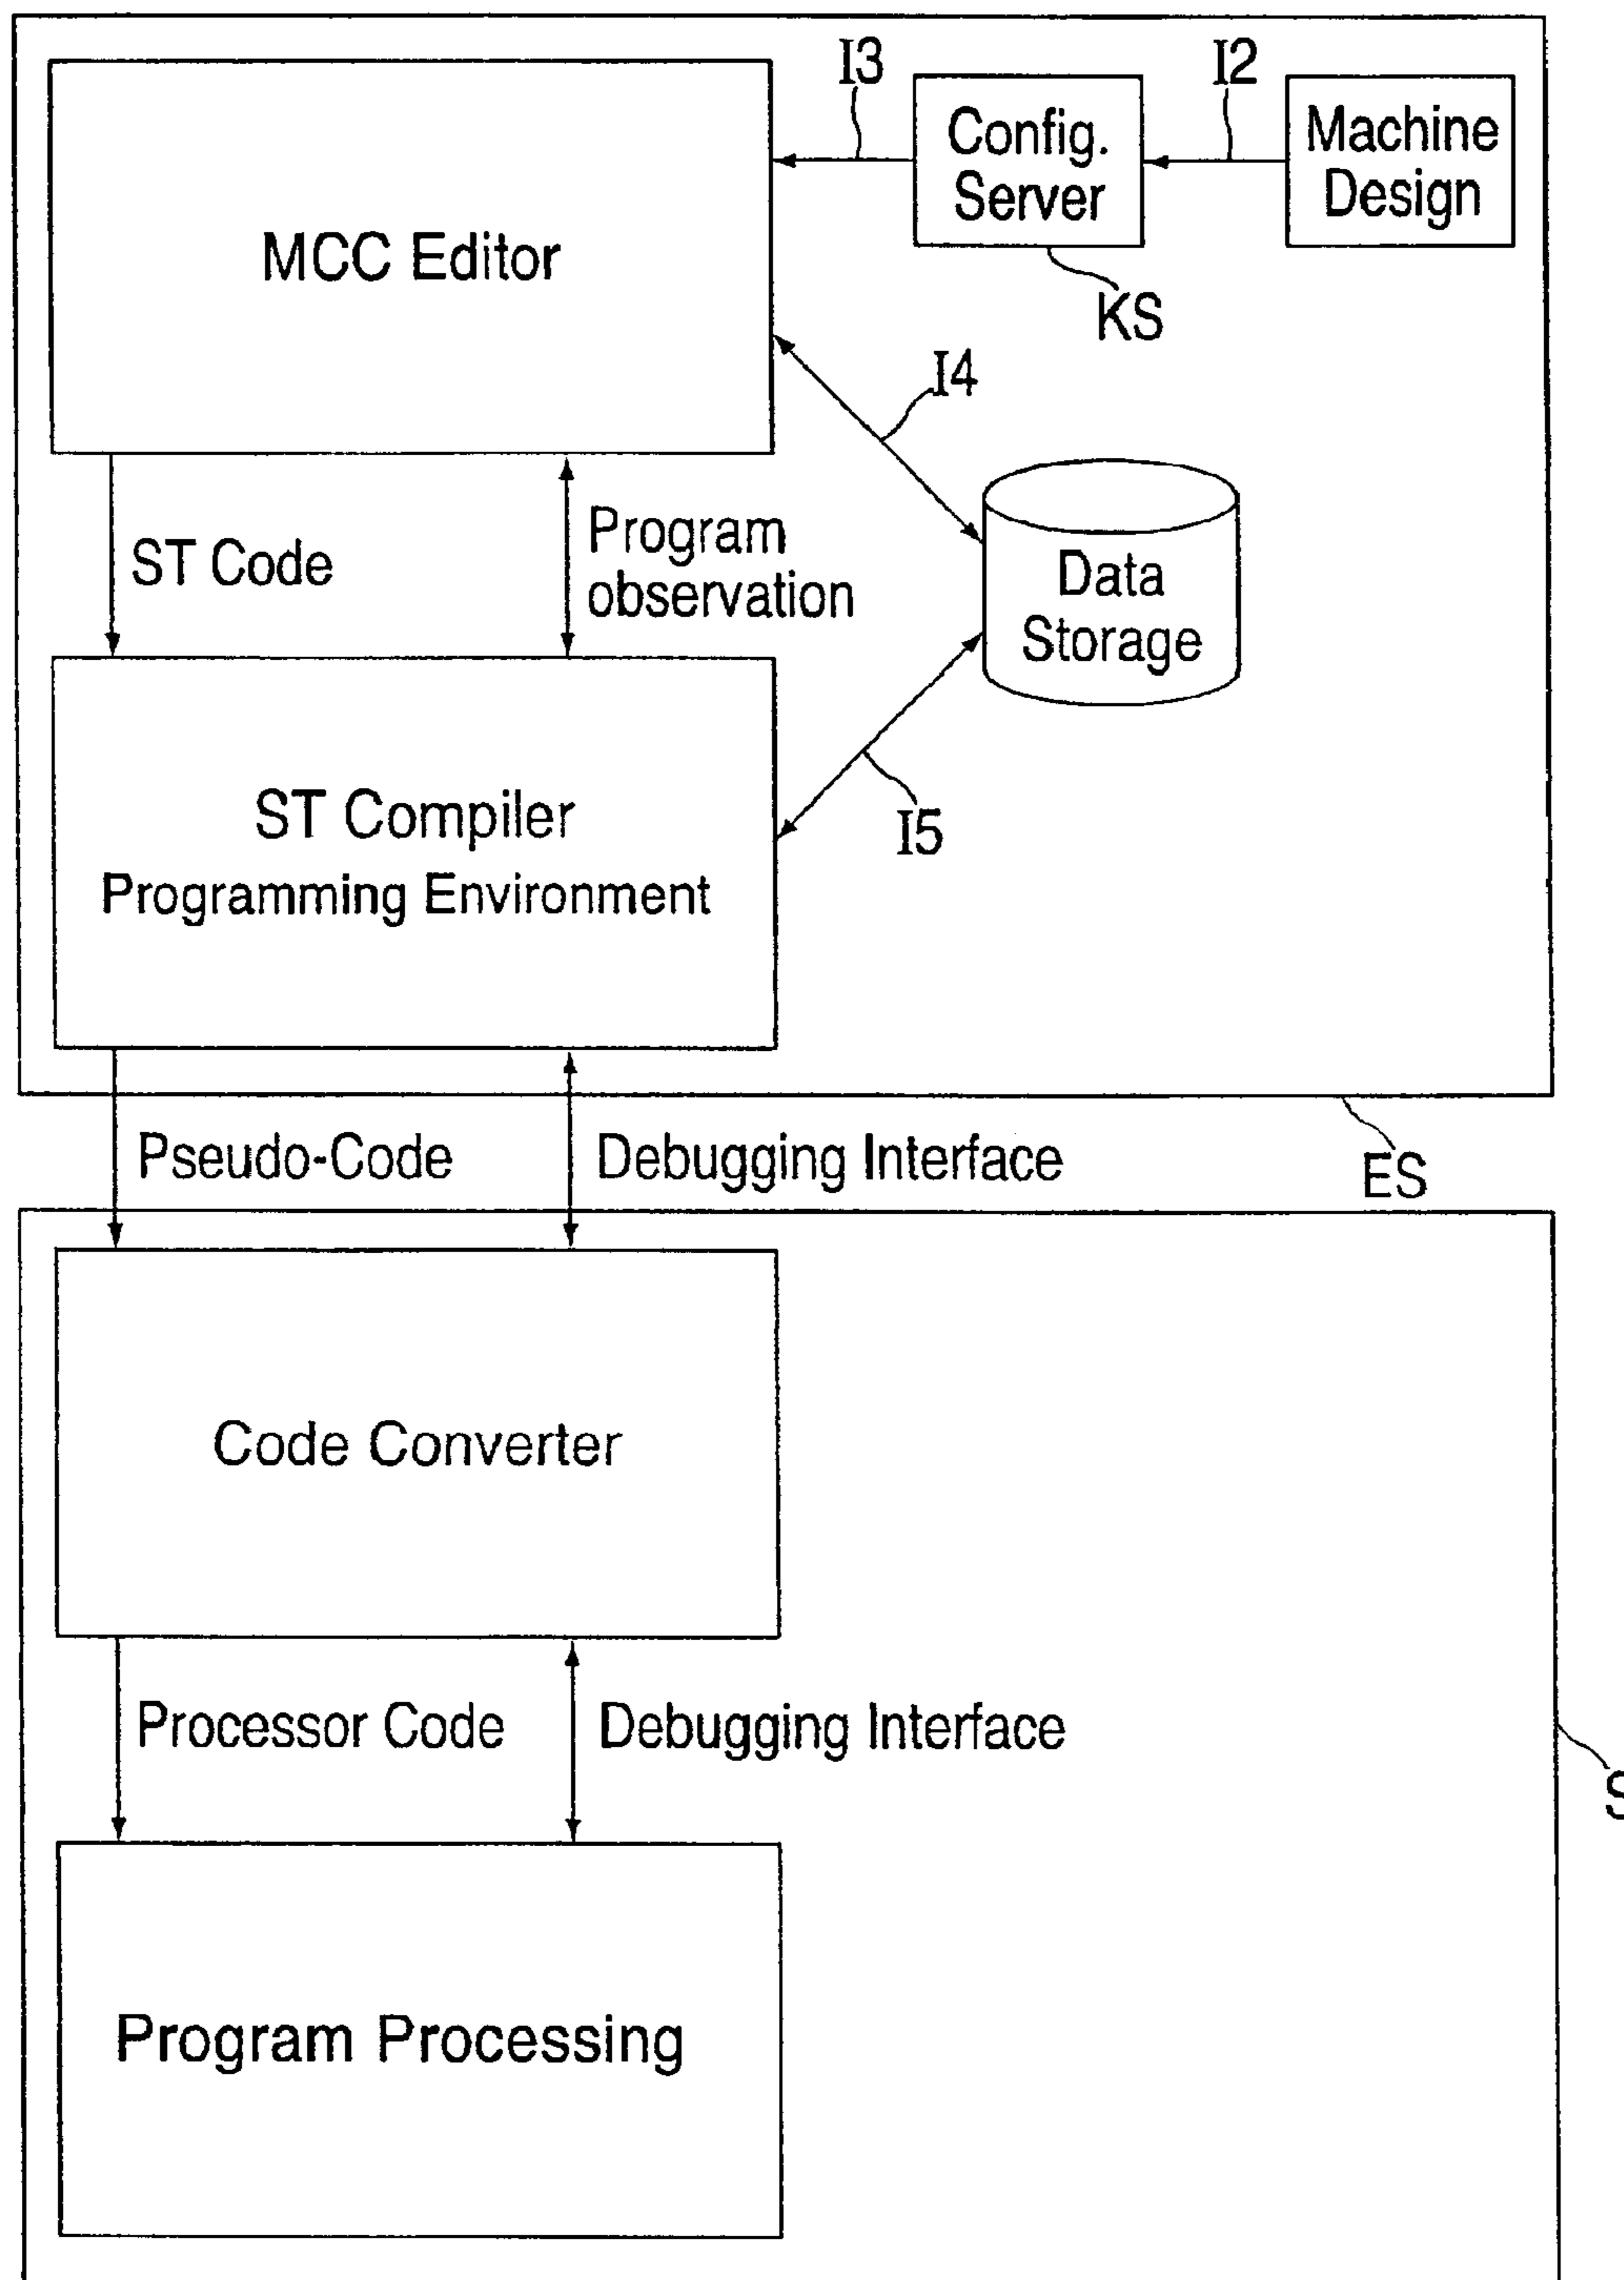 I3
I2
Config.
Server
Machine
Design
MCC Editor
KS
I4
ST Code
Program
observation
Data
Storage
ST Compiler
Programming Environment
I5
Pseudo-Code
Debugging Interface
ES
Code Converter
Processor Code
Debugging Interface
S
Program Processing